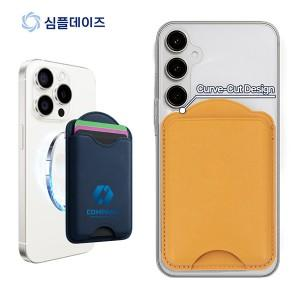 심플데이즈
Curve-Cut Design
COMPANY